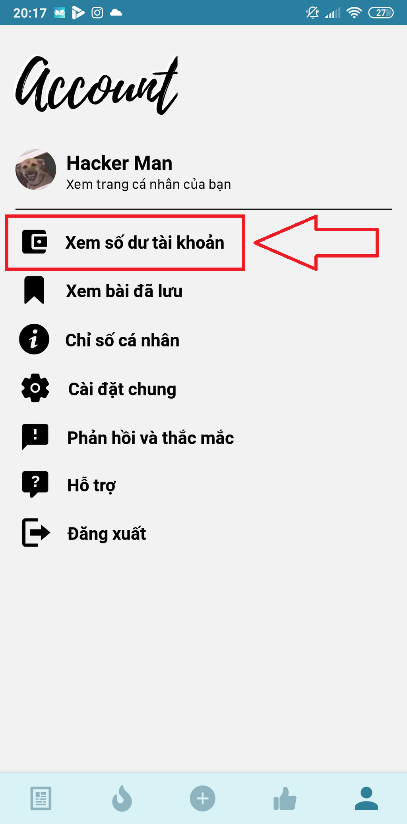 20:17
27
Account
Hacker Man
Xem trang cá nhân của bạn
Xem số dư tài khoản
Xem bài đã lưu
Chỉ số cá nhân
Cài đặt chung
Phản hồi và thắc mắc
Hỗ trợ
Đăng xuất